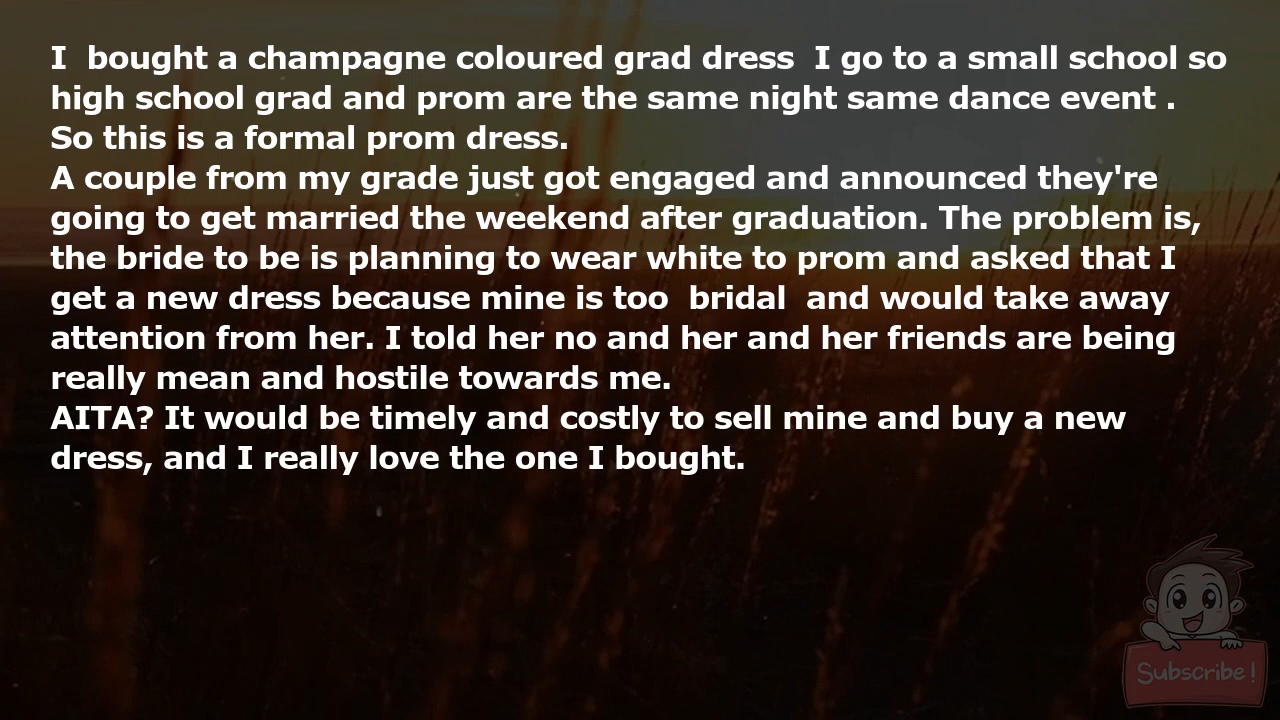 I  bought a champagne coloured grad dress  I go to a small school so
high school grad and prom are the same night same dance event .
So this is a formal prom dress.
A couple from my grade just got engaged and announced they're
going to get married the weekend after graduation. The problem is,
the bride to be is planning to wear white to prom and asked that I
get a new dress because mine is too  bridal  and would take away
attention from her. I told her no and her and her friends are being
really mean and hostile towards me.
AITA? It would be timely and costly to sell mine and buy a new
dress, and I really love the one I bought.
Subscribe!